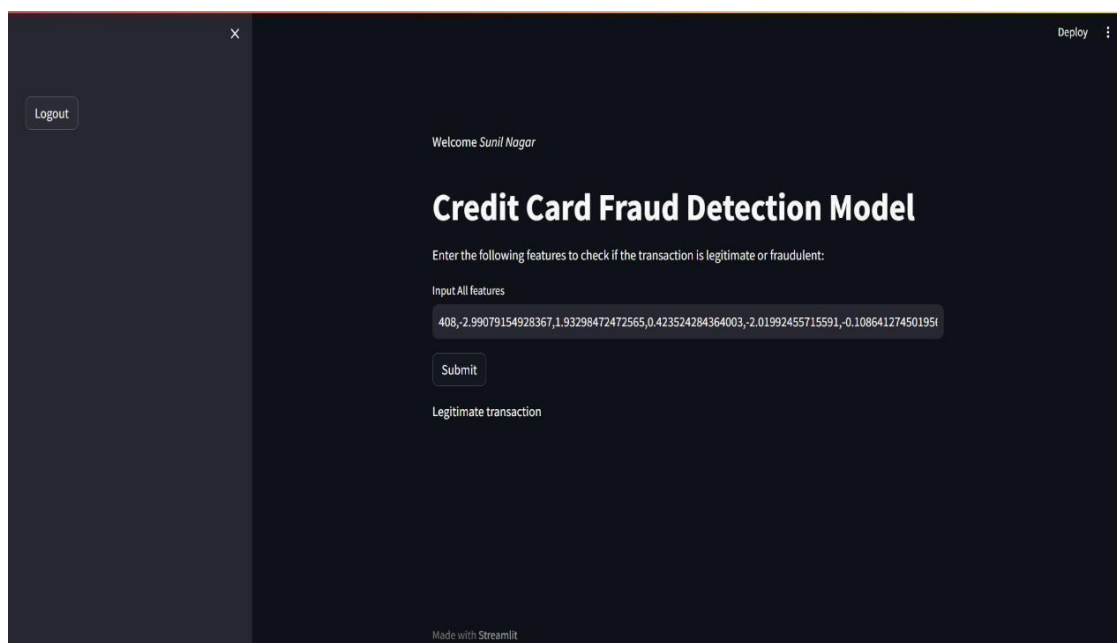 Deploy
Logout
Welcome Sunil Nagar
Credit Card Fraud Detection Model
Enter the following features to check if the transaction is legitimate or fraudulent:
Input All features
408,-2.99079154928367,1.93298472472565,0.423524284364003,-2.01992455715591,-0.10864127450195
Submit
Legitimate transaction
Made with Streamlit